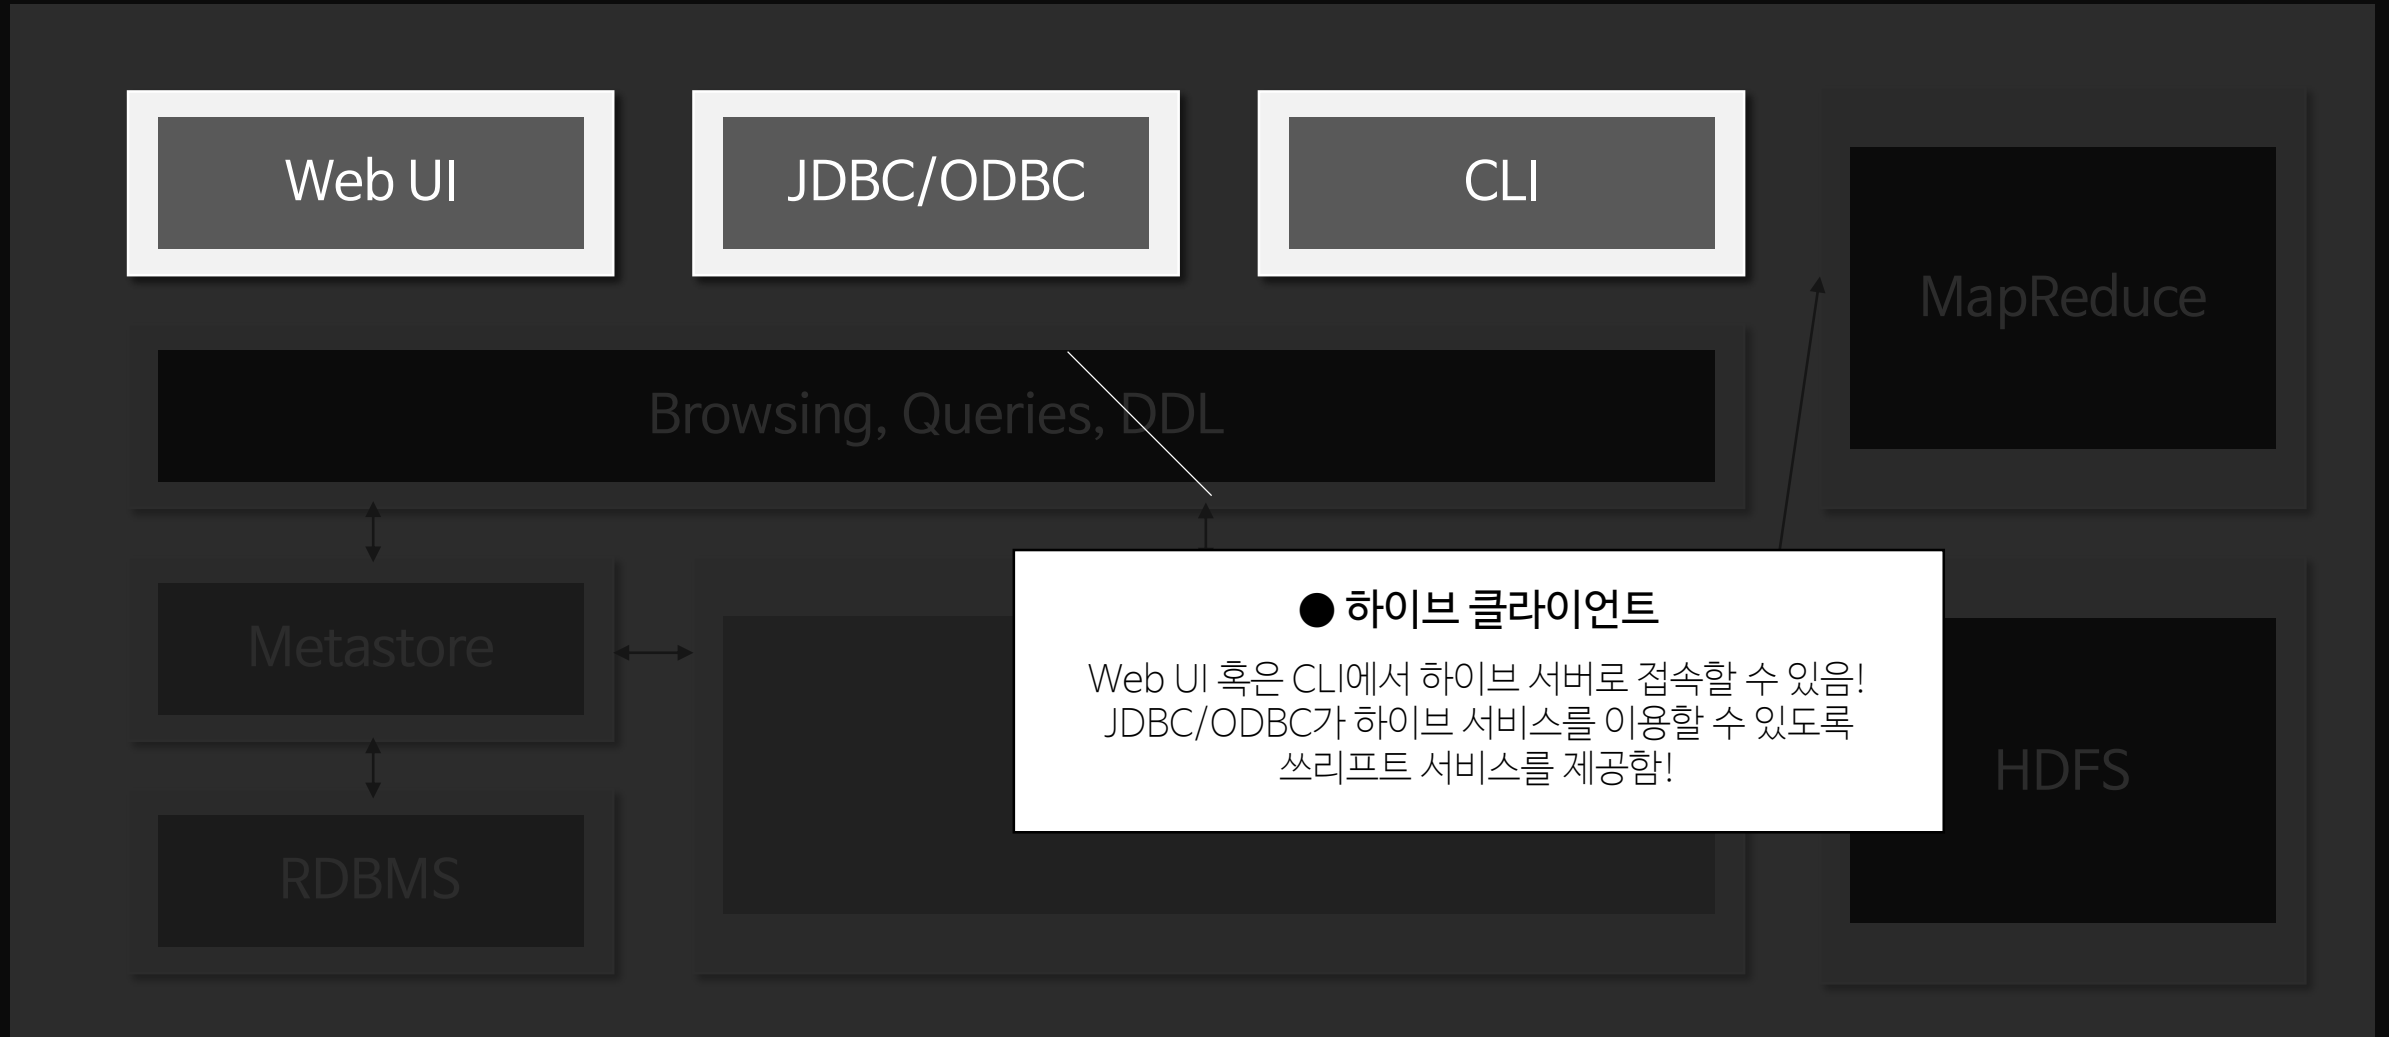 Web UI
JDBC/ODBC
CLI
MapReduce
Browsing, Queries, DDL
Metastore
● 하이브 클라이언트
Web UI 혹은 CLI에서 하이브 서버로 접속할 수 있음!
JDBC/ODBC가 하이브 서비스를 이용할 수 있도록
쓰리프트 서비스를 제공함!
HDFS
RDBMS